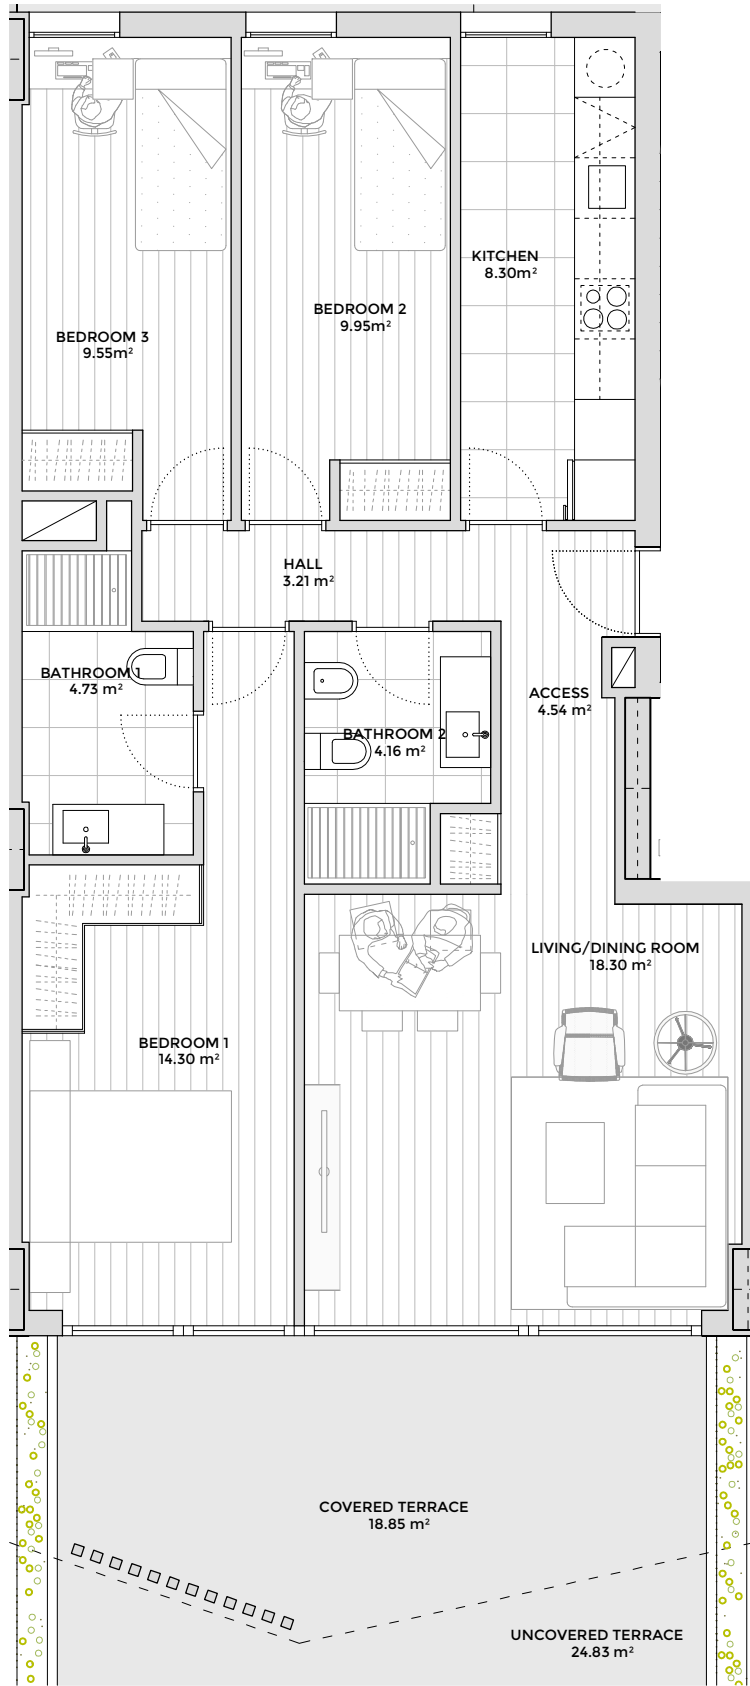 KITCHEN
8.30m²
BEDROOM 2
9.95m²
BEDROOM 3
9.55m²
HALL
3.21 m²
BATHROOM 1
4.73 m²
ACCESS
4.54 m²
BATHROOM 2
4.16 m²
LIVING/DINING ROOM
18.30 m²
BEDROOM 1
14.30 m²
COVERED TERRACE
18.85 m²
UNCOVERED TERRACE
24.83 m²